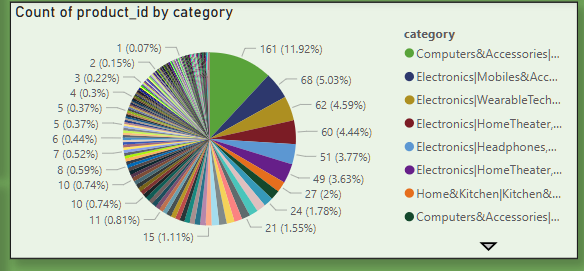 Count of product_id by category
1 (0.07%)
2 (0.15%)
3 (0.22%)
4 (0.3%)
5 (0.37%)
5 (0.37%)
6 (0.44%)
7 (0.52%)
8 (0.59%)
10 (0.74%)
10 (0.74%)
11 (0.81%)
15 (1.11%)
161 (11.92%)
68 (5.03%)
62 (4.59%)
60 (4.44%)
51 (3.77%)
49 (3.63%)
27 (2%)
24 (1.78%)
21 (1.55%)
category
Computers&Accessories|...
Electronics|Mobiles&Acc...
Electronics|WearableTech...
Electronics|HomeTheater,...
Electronics|Headphones,...
Electronics|HomeTheater,...
Home&Kitchen|Kitchen&...
Computers&Accessories|...